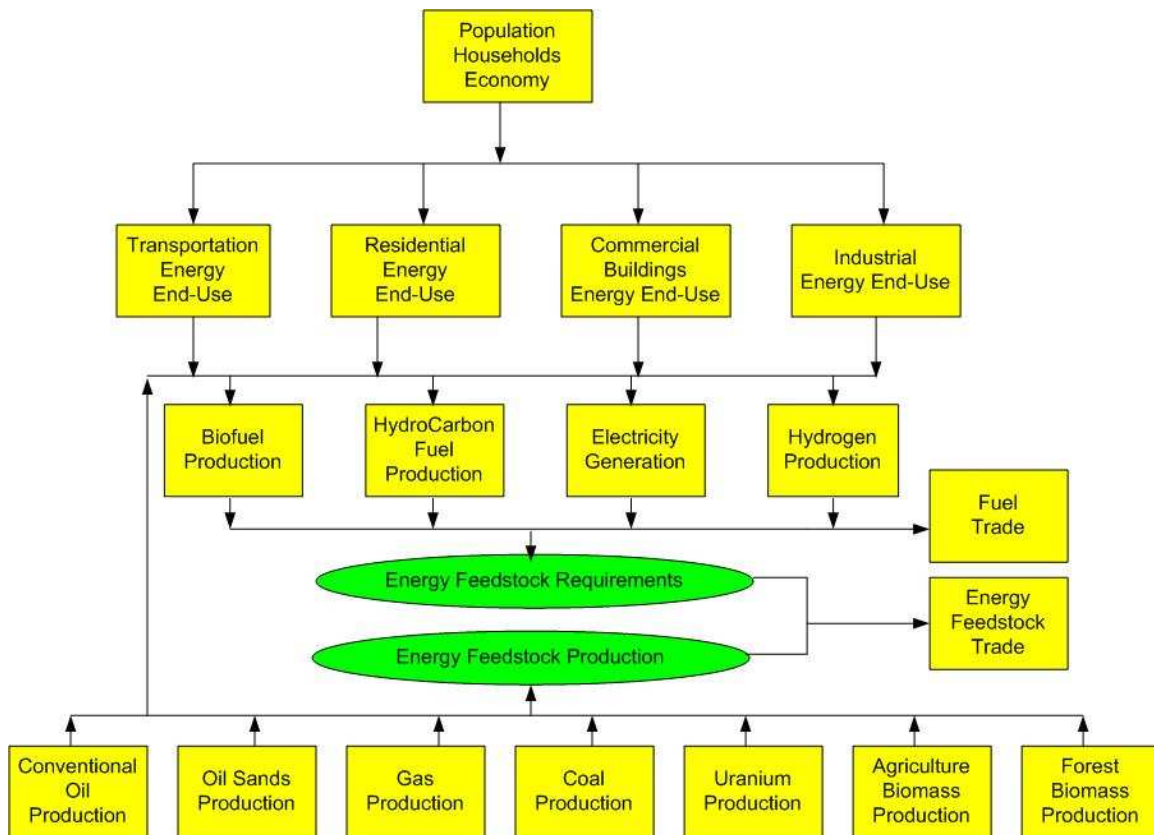 Population
Households
Economy
Transportation
Energy
End-Use
Residential
Energy
End-Use
Commercial
Buildings
Energy End-Use
Industrial
Energy End-Use
Biofuel
Production
HydroCarbon
Fuel
Production
Electricity
Generation
Hydrogen
Production
Fuel
Trade
Energy Feedstock Requirements
Energy
Feedstock
Trade
Energy Feedstock Production
Conventional
Oil
Production
Oil Sands
Production
Gas
Production
Coal
Production
Uranium
Production
Agriculture
Biomass
Production
Forest
Biomass
Production